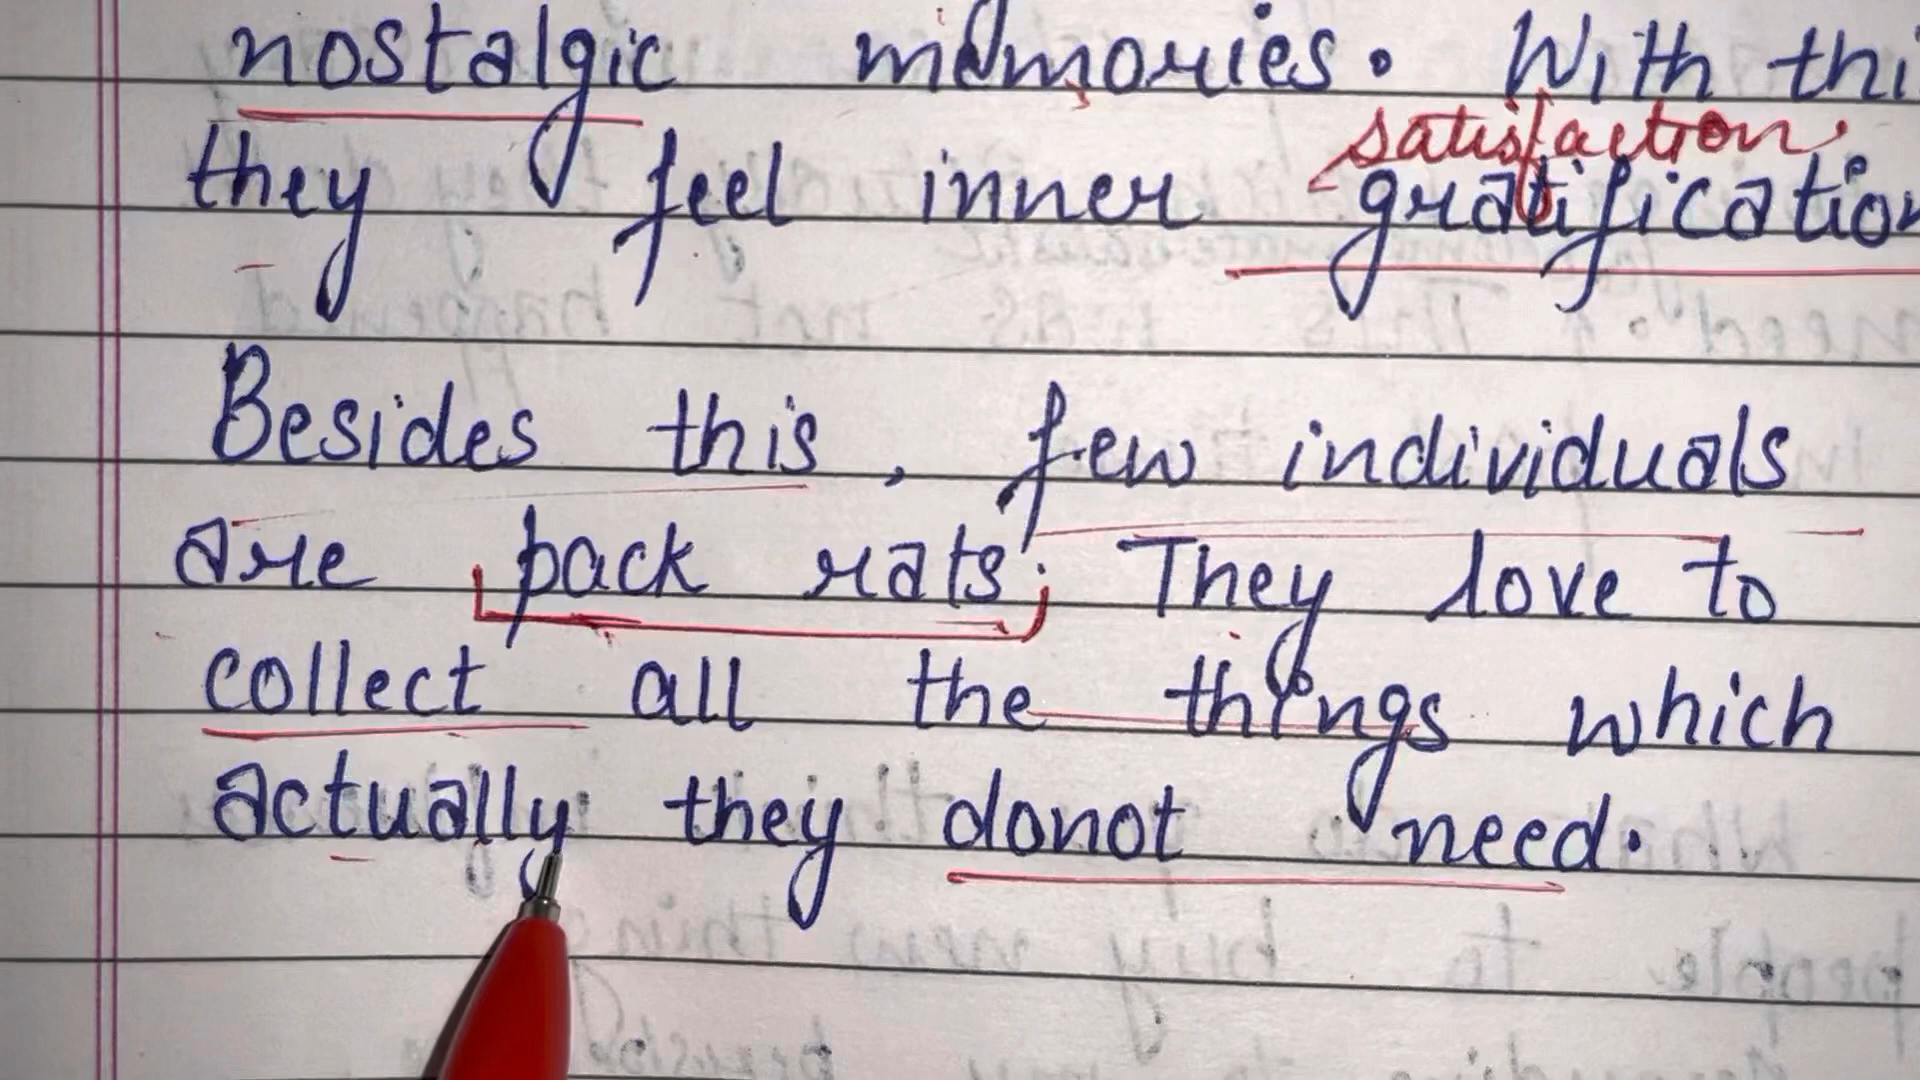 nostalgic memories. With thi
satisfaction.
they feel inner gratification
Besides this, few individuals
are pack rats. They love to
collect all the things which
actually they donot need.